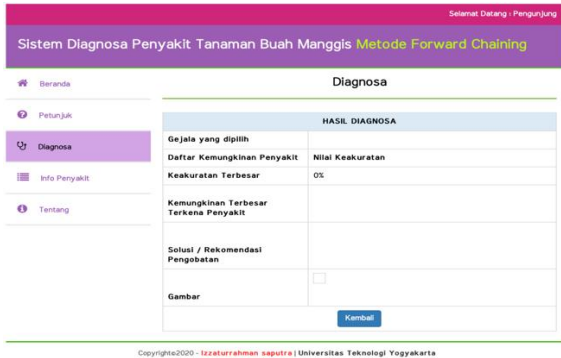 Selamat Datang : Pengunjung
Sistem Diagnosa Penyakit Tanaman Buah Manggis Metode Forward Chaining
Beranda
Petunjuk
Diagnosa
Info Penyakit
Tentang
Diagnosa
HASIL DIAGNOSA
Gejala yang dipilih
Daftar Kemungkinan Penyakit Nilai Keakuratan
Keakuratan Terbesar 0%
Kemungkinan Terbesar
Terkena Penyakit
Solusi / Rekomendasi
Pengobatan
Gambar
Kembali
Copyright©2020 - Izzaturrahman saputra | Universitas Teknologi Yogyakarta